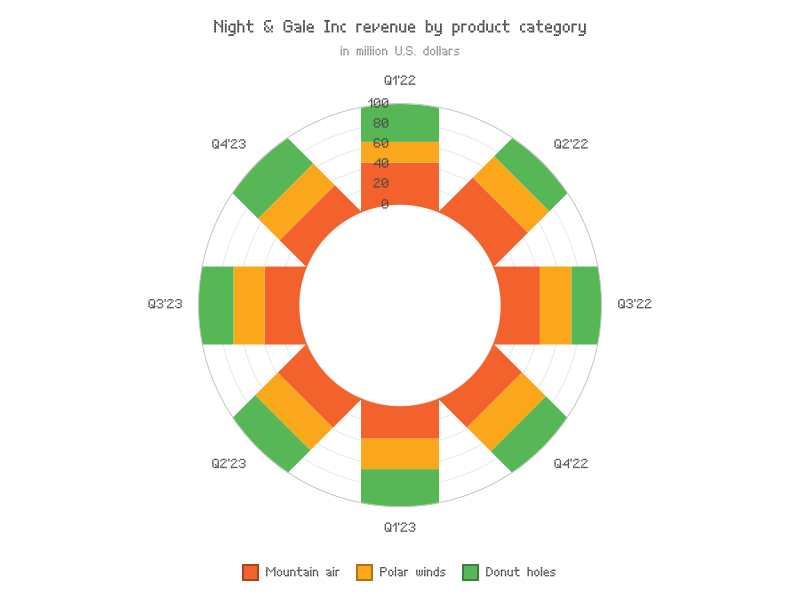 Night & Gale Inc revenue by product category
in million U.S. dollars
Q1'22
100
80
60
40
20
0
Q2'22
Q3'22
Q4'22
Q1'23
Q2'23
Q3'23
Q4'23
Mountain air
Polar winds
Donut holes